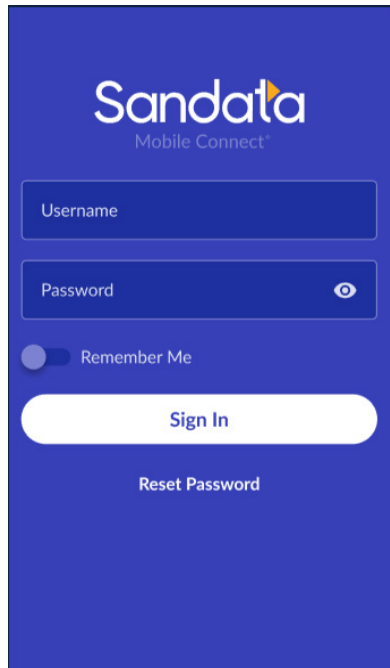 Sandata
Mobile Connect®
Username
Password
Remember Me
Sign In
Reset Password